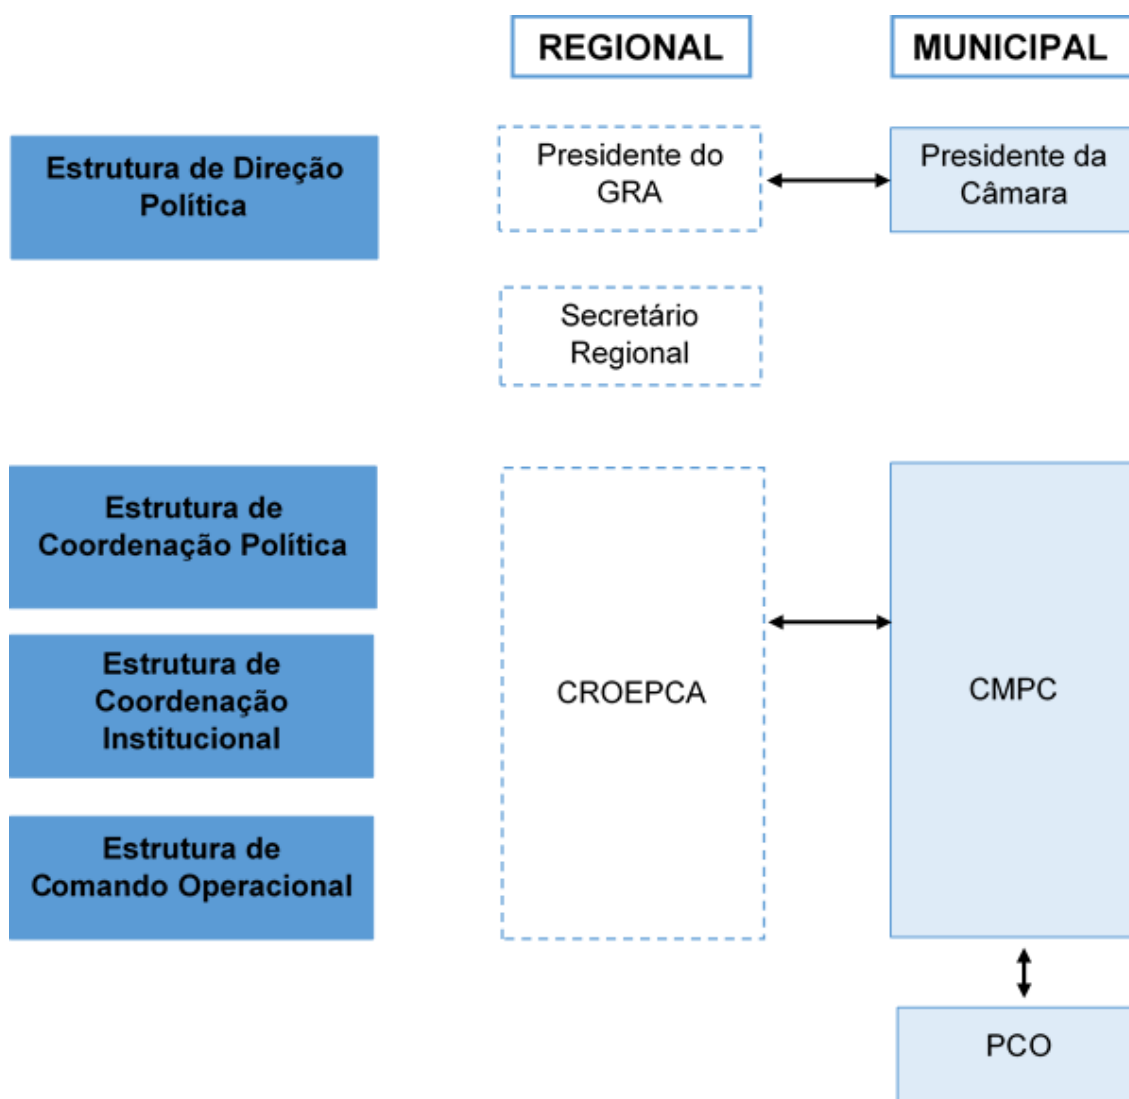 REGIONAL
MUNICIPAL
Estrutura de Direção
Política
Presidente do
GRA
Presidente da
Câmara
Secretário
Regional
Estrutura de
Coordenação Política
Estrutura de
Coordenação
Institucional
Estrutura de
Comando Operacional
CROEPCA
CMPC
PCO